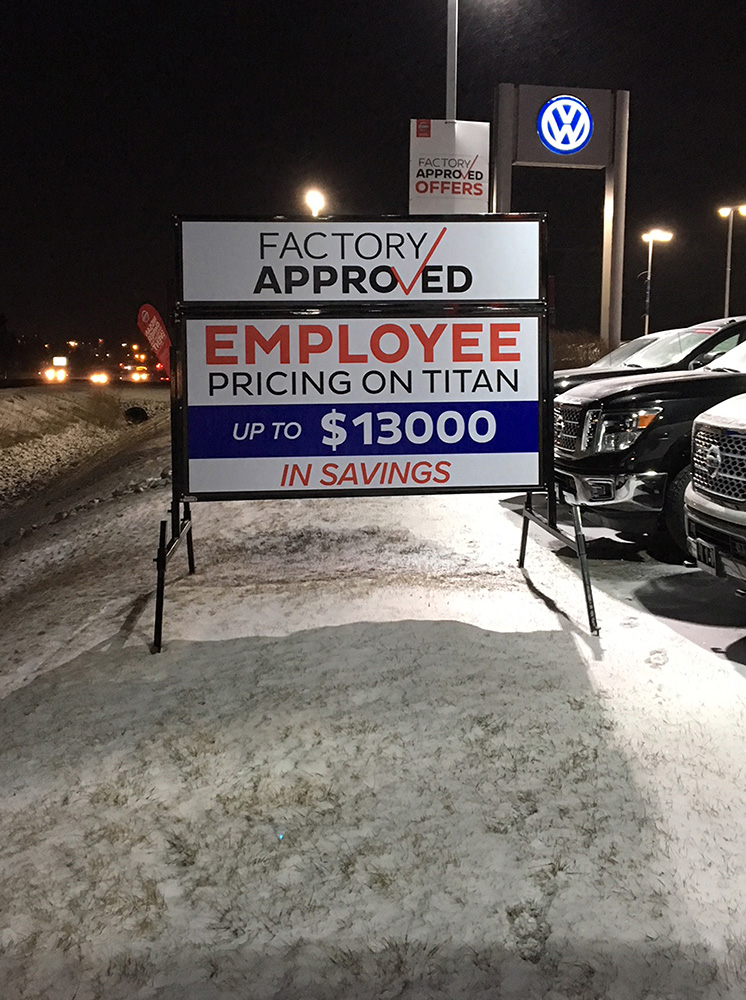 FACTORY
APPROVED
OFFERS
FACTORY
APPROVED
EMPLOYEE
PRICING ON TITAN
UP TO $13000
IN SAVINGS